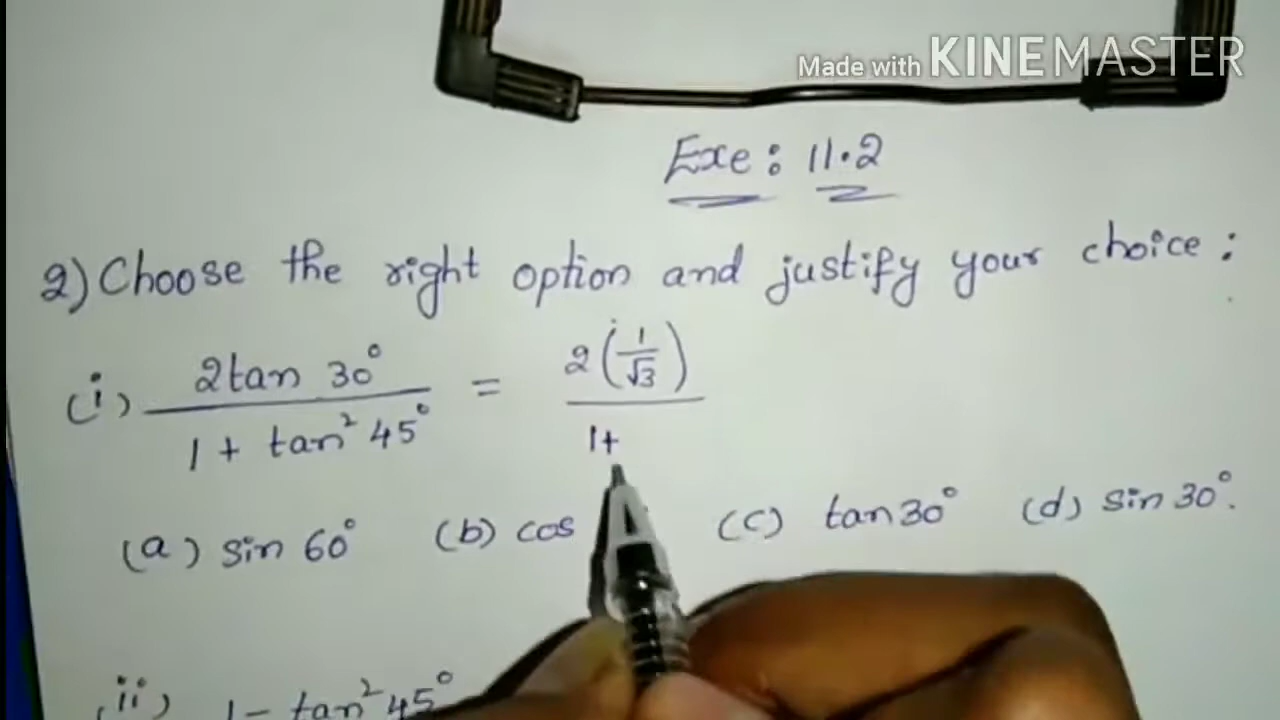 Made with KINEMASTER
Exe: 11.2
2) Choose the right option and justify your choice:
(i) 2tan 30° / 1 + tan² 45° = 2(1/√3) / 1+
(a) sin 60° (b) cos (c) tan 30° (d) sin 30°.
(ii) 1 - tan² 45°